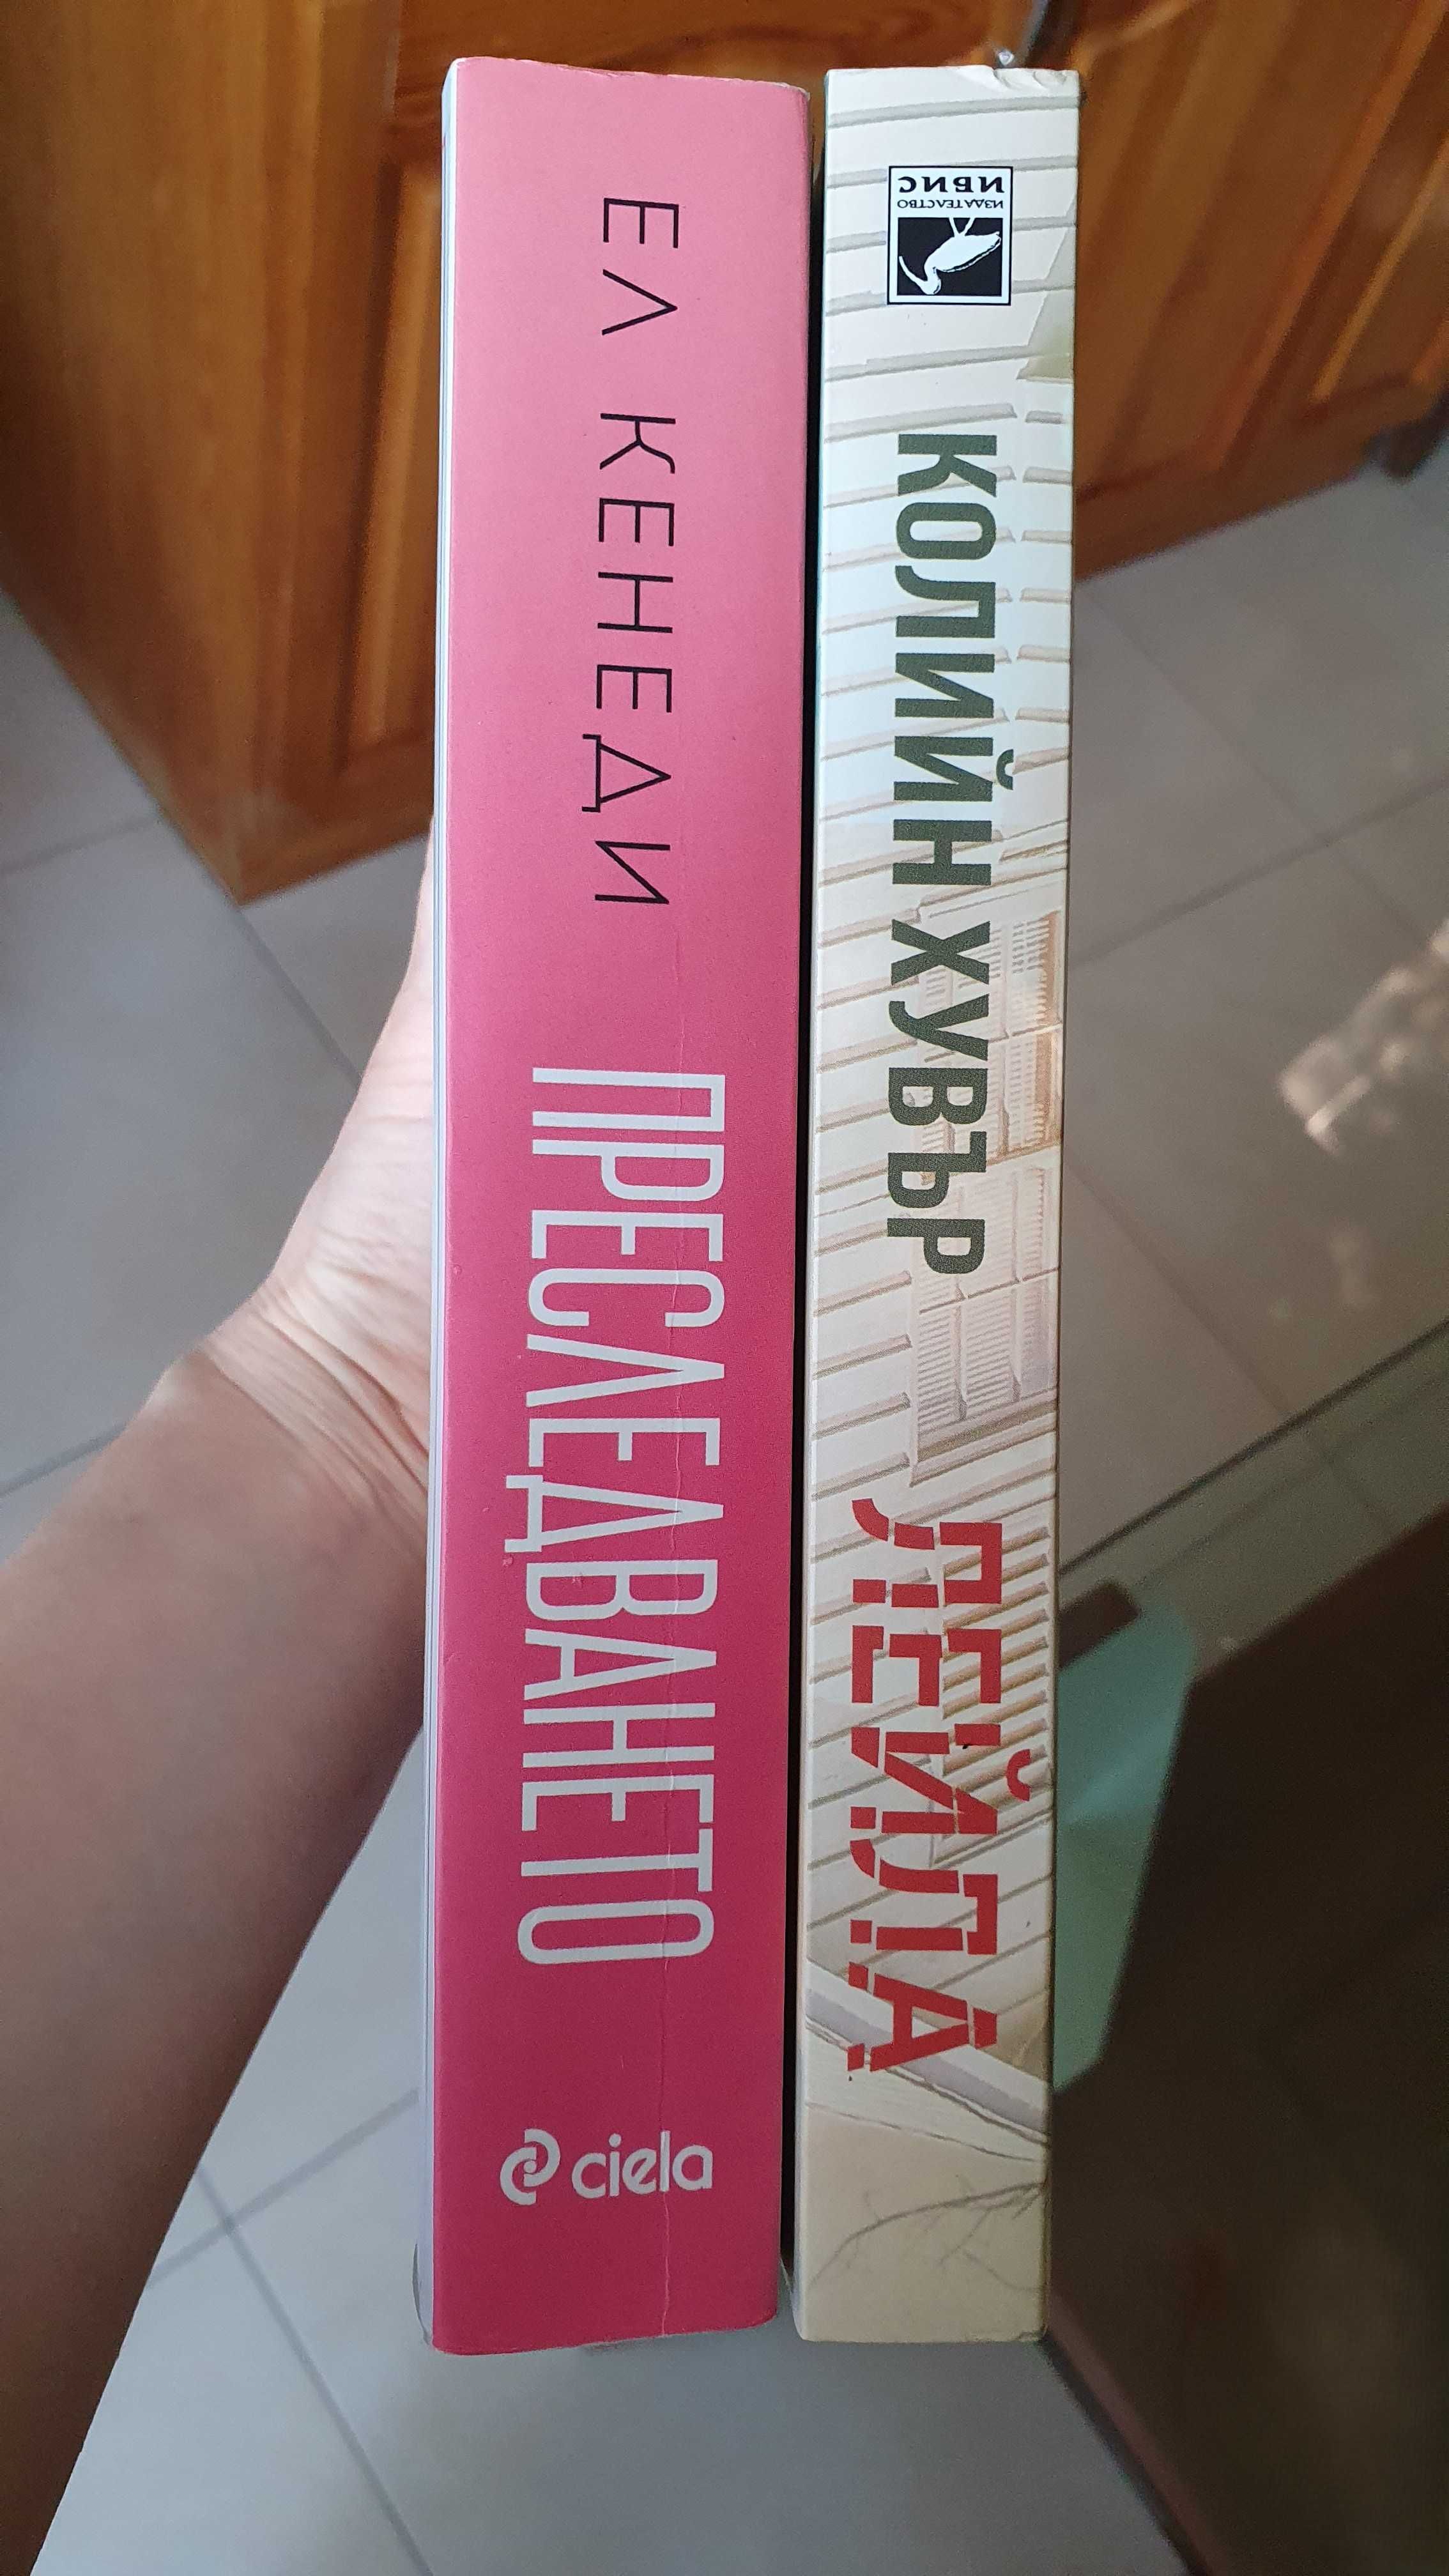 ЕЛ КЕНЕДИ
ПРЕСЛЕДВАНЕТО
ciela
ИЗДАТЕЛСТВО
ИБИС
КОЛИЙН ХУВЪР
ЛЕЙЛА